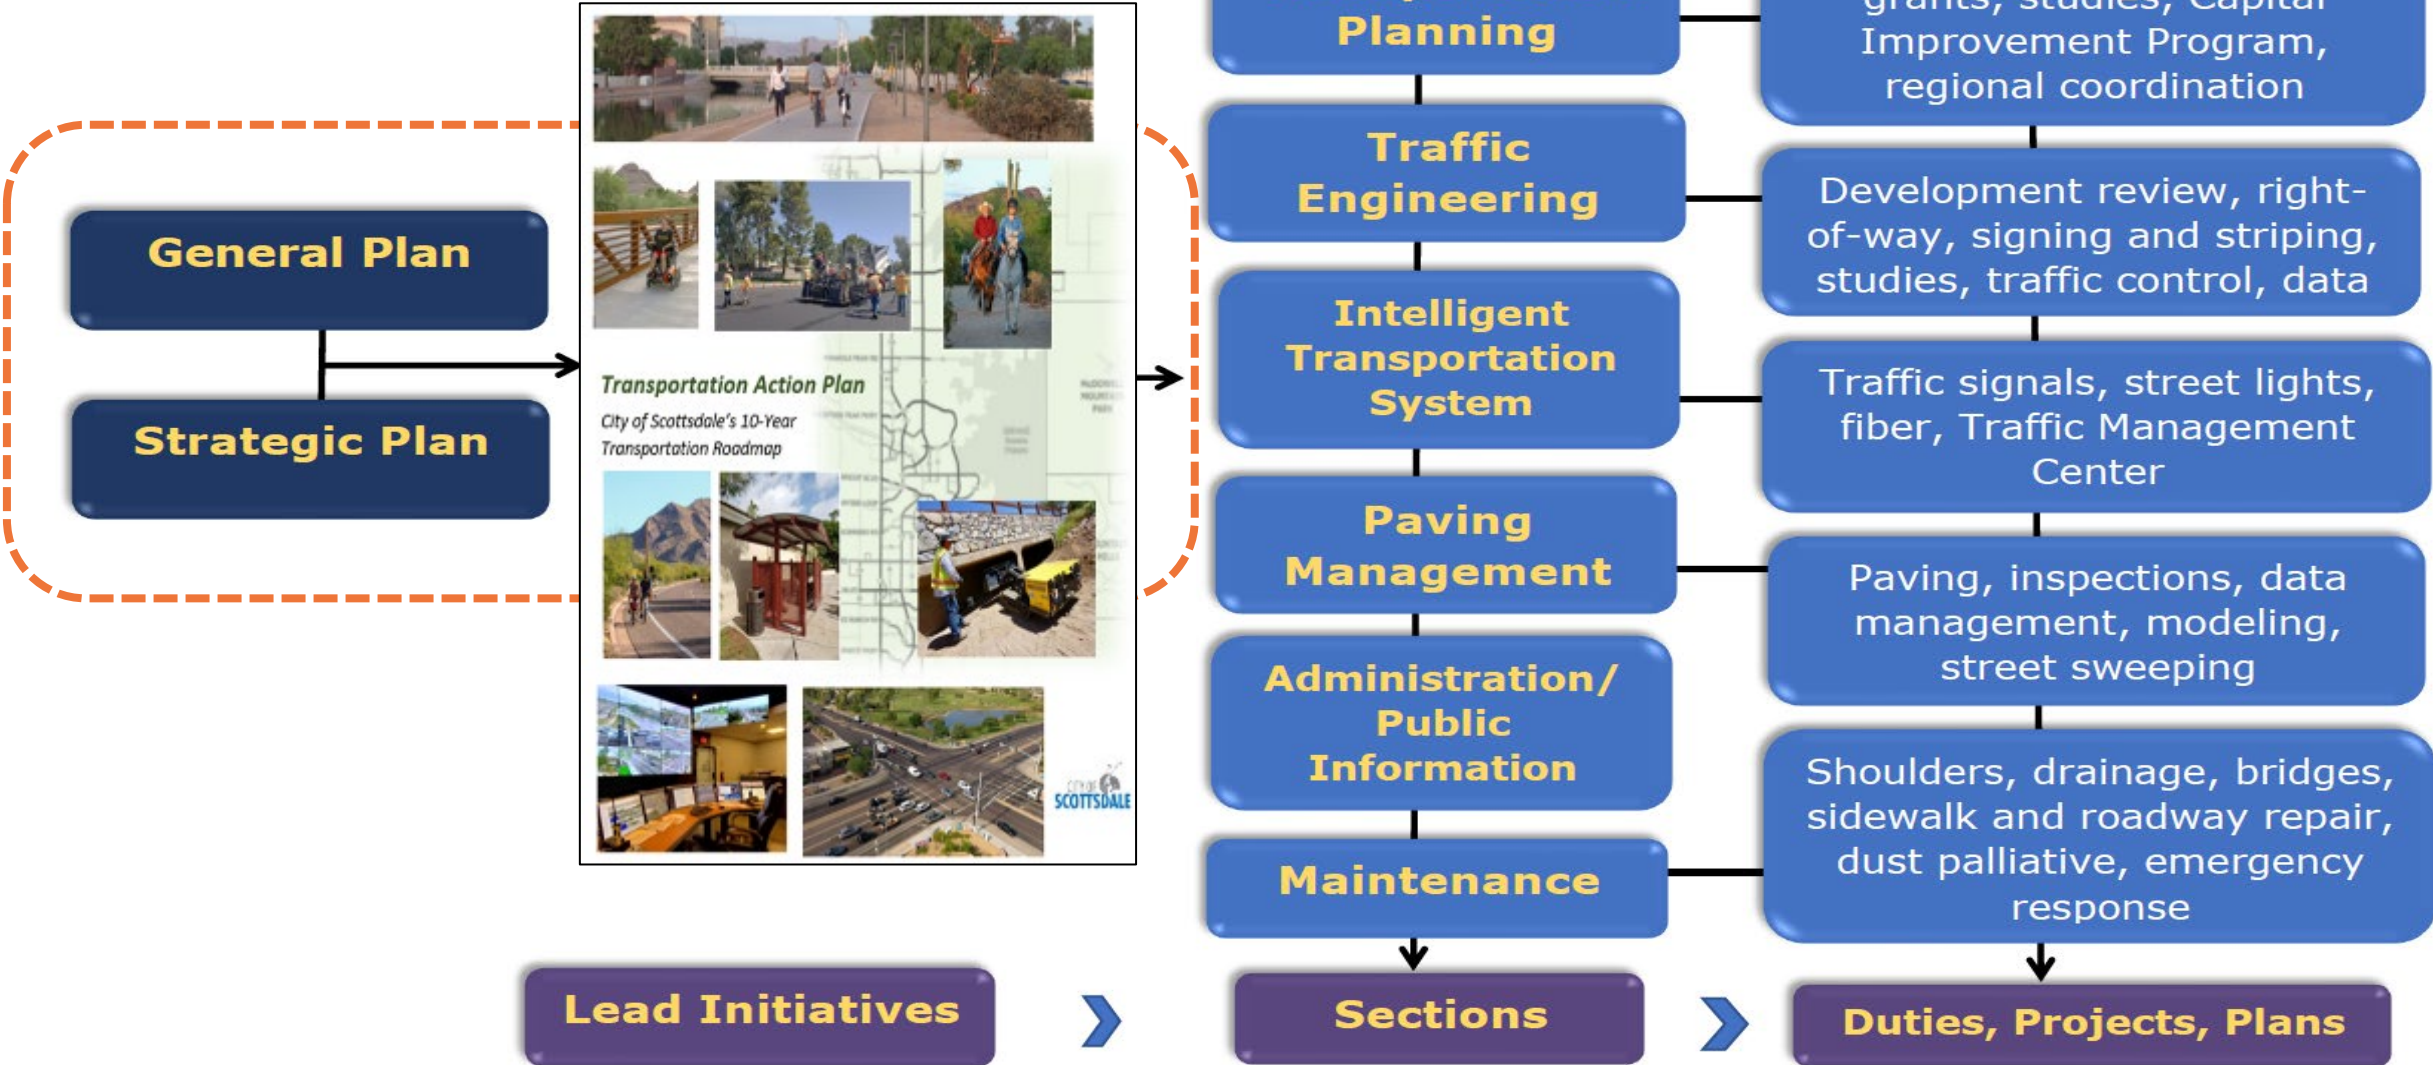 General Plan
Strategic Plan
Transportation Action Plan
City of Scottsdale's 10-Year
Transportation Roadmap
CITY OF
SCOTTSDALE
Planning
Traffic
Engineering
Intelligent
Transportation
System
Paving
Management
Administration/
Public
Information
Maintenance
grants, studies, Capital
Improvement Program,
regional coordination
Development review, right-
of-way, signing and striping,
studies, traffic control, data
Traffic signals, street lights,
fiber, Traffic Management
Center
Paving, inspections, data
management, modeling,
street sweeping
Shoulders, drainage, bridges,
sidewalk and roadway repair,
dust palliative, emergency
response
Lead Initiatives
Sections
Duties, Projects, Plans